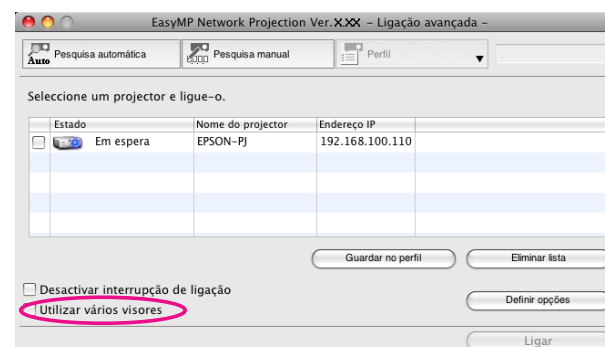 EasyMP Network Projection Ver.X.XX – Ligação avançada –
Auto Pesquisa automática Pesquisa manual Perfil
Seleccione um projector e ligue-o.
Estado Nome do projector Endereço IP
Em espera EPSON-PJ 192.168.100.110
Guardar no perfil Eliminar lista
Desactivar interrupção de ligação
Definir opções
Utilizar vários visores
Ligar